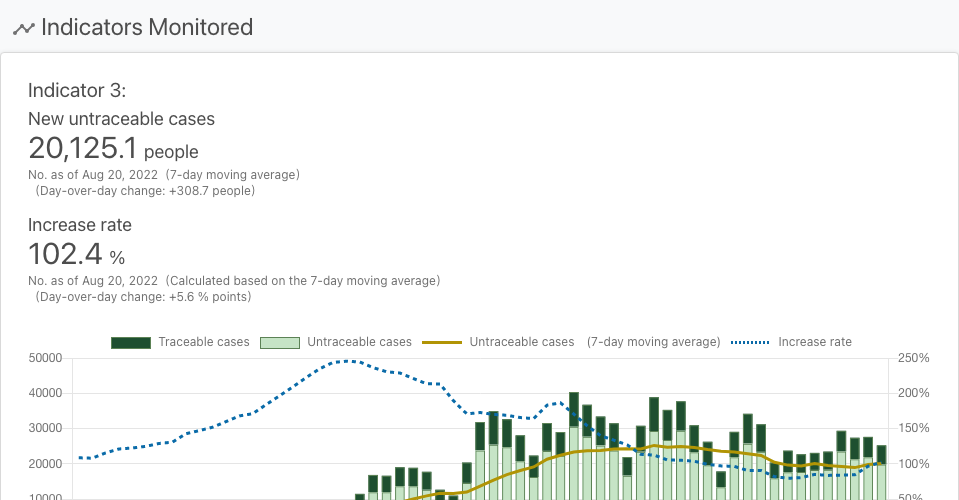 Indicators Monitored
Indicator 3:
New untraceable cases
20,125.1 people
No. as of Aug 20, 2022 (7-day moving average)
(Day-over-day change: +308.7 people)
Increase rate
102.4 %
No. as of Aug 20, 2022 (Calculated based on the 7-day moving average)
(Day-over-day change: +5.6 % points)
Traceable cases Untraceable cases Untraceable cases (7-day moving average) Increase rate
50000 250%
40000 200%
30000 150%
20000 100%
10000 50%